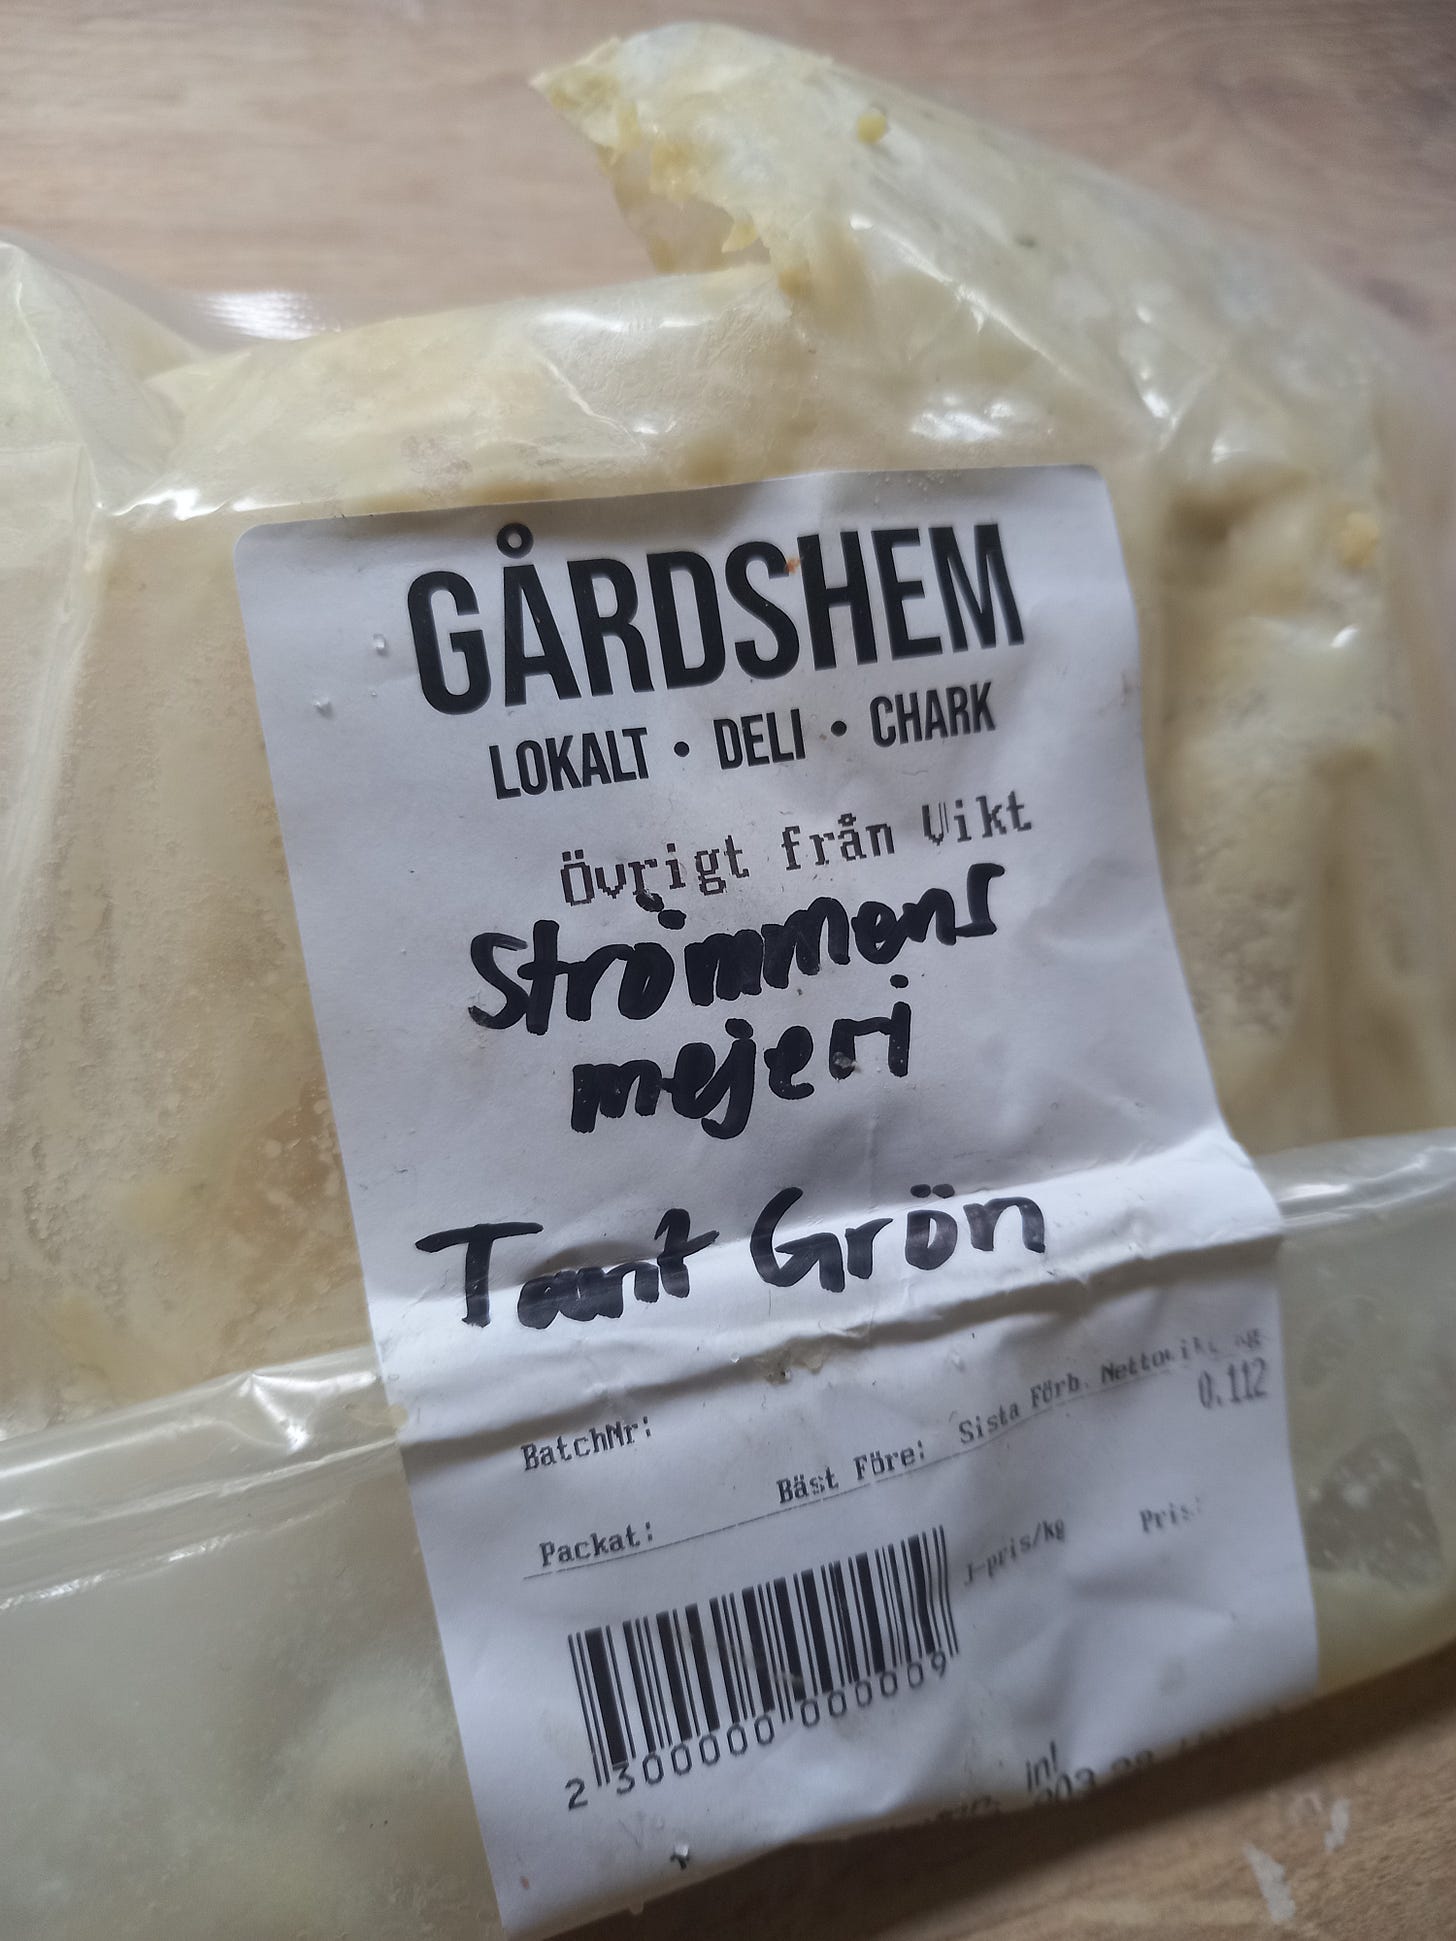 GÅRDSHEM
LOKALT • DELI • CHARK
Övrigt från Vikt
Strömmens
mejeri
Tant Grön
BatchNr:
Sista Förb. Nettovikt kg
0.112
Packat:
Bäst Före:
J-pris/kg
Pris:
2 300000 000009